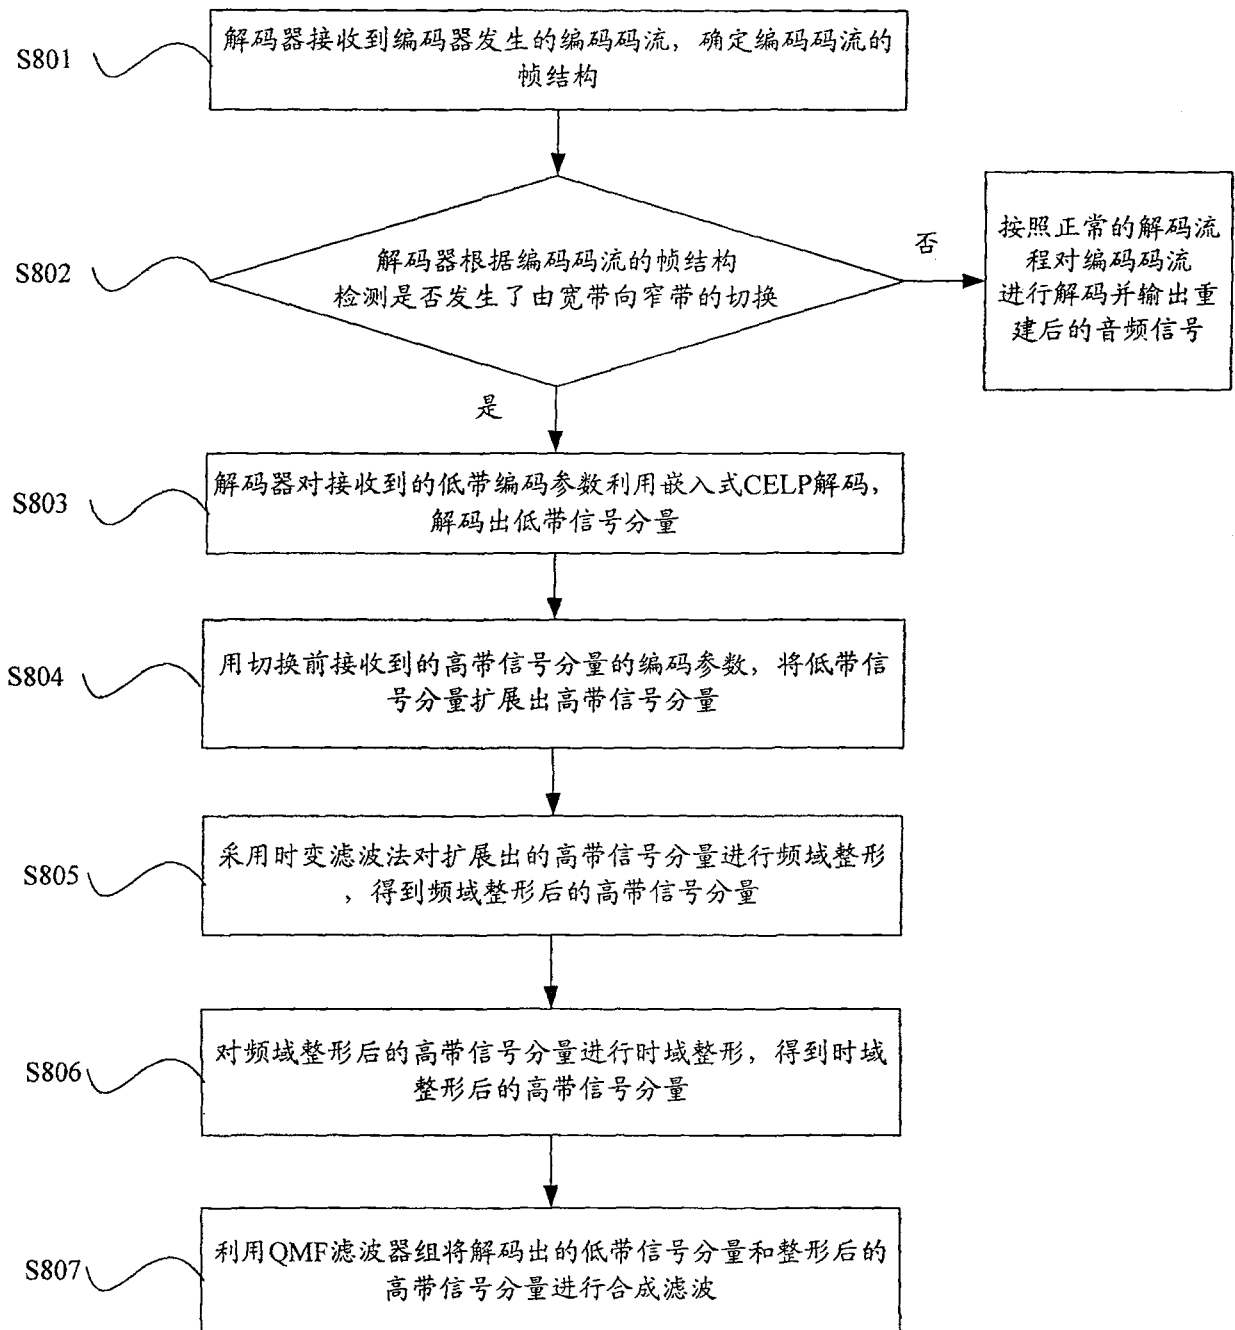 S801
解码器接收到编码器发生的编码码流，确定编码码流的
帧结构
S802
解码器根据编码码流的帧结构
检测是否发生了由宽带向窄带的切换
否
按照正常的解码流
程对编码码流
进行解码并输出重
建后的音频信号
是
S803
解码器对接收到的低带编码参数利用嵌入式CELP解码，
解码出低带信号分量
S804
用切换前接收到的高带信号分量的编码参数，将低带信
号分量扩展出高带信号分量
S805
采用时变滤波法对扩展出的高带信号分量进行频域整形
，得到频域整形后的高带信号分量
S806
对频域整形后的高带信号分量进行时域整形，得到时域
整形后的高带信号分量
S807
利用QMF滤波器组将解码出的低带信号分量和整形后的
高带信号分量进行合成滤波